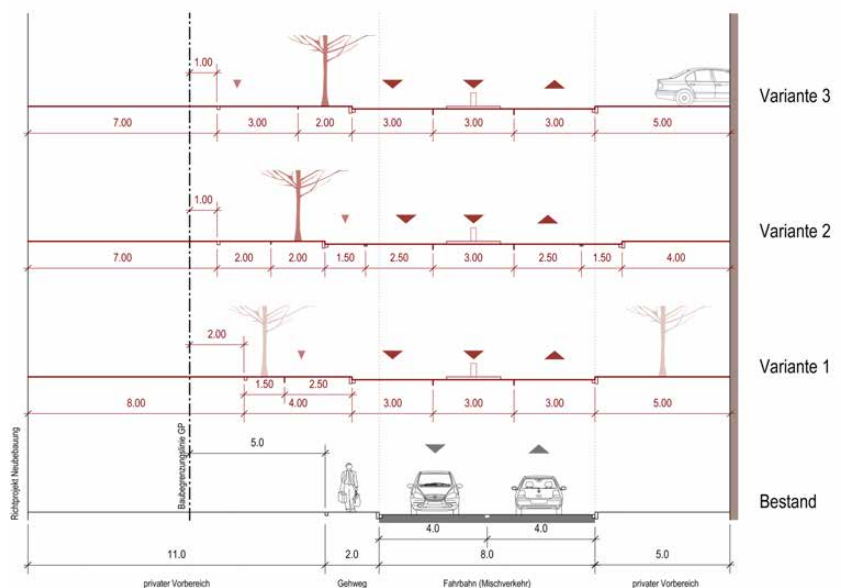 1.00
Variante 3
7.00 3.00 2.00 3.00 3.00 3.00 5.00
1.00
Variante 2
7.00 2.00 2.00 1.50 2.50 3.00 2.50 1.50 4.00
2.00
Variante 1
1.50 2.50
8.00 4.00 3.00 3.00 3.00 5.00
Richtprojekt Neubebauung
Baubegrenzungslinie GP
5.0
Bestand
4.0 4.0
11.0 2.0 8.0 5.0
privater Vorbereich Gehweg Fahrbahn (Mischverkehr) privater Vorbereich